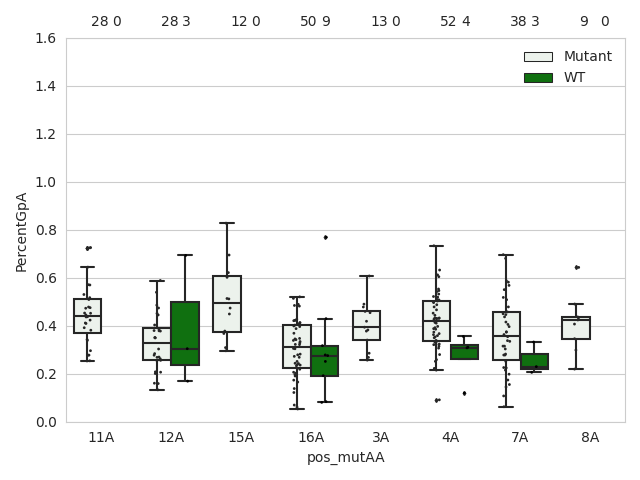 28 0 28 3 12 0 50 9 13 0 52 4 38 3 9 0
1.6
Mutant
WT
1.4
1.2
1.0
0.8
0.6
0.4
0.2
0.0
PercentGpA
11A 12A 15A 16A 3A 4A 7A 8A
pos_mutAA